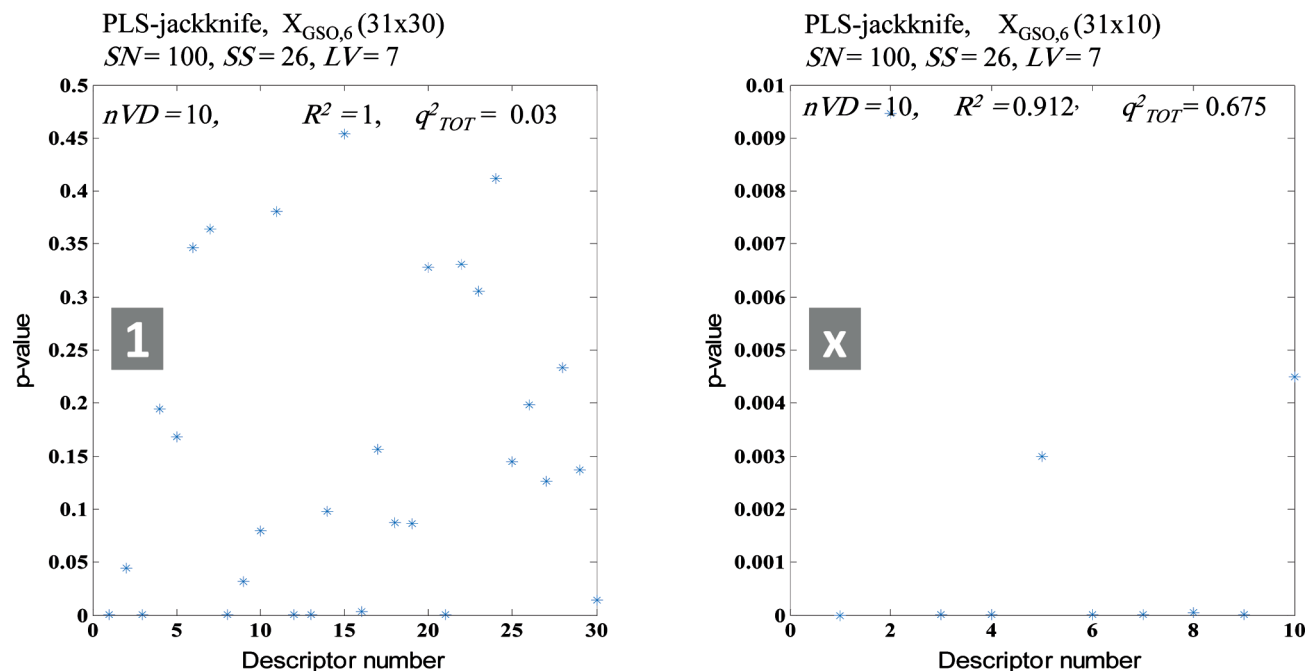 PLS-jackknife, X_GSO,6 (31x30)
SN = 100, SS = 26, LV = 7
nVD = 10, R² = 1, q²_TOT = 0.03
0.5
0.45
0.4
0.35
0.3
0.25
0.2
0.15
0.1
0.05
0
p-value
1
0 5 10 15 20 25 30
Descriptor number
PLS-jackknife, X_GSO,6 (31x10)
SN = 100, SS = 26, LV = 7
nVD = 10, R² = 0.912, q²_TOT = 0.675
0.01
0.009
0.008
0.007
0.006
0.005
0.004
0.003
0.002
0.001
0
p-value
x
0 2 4 6 8 10
Descriptor number